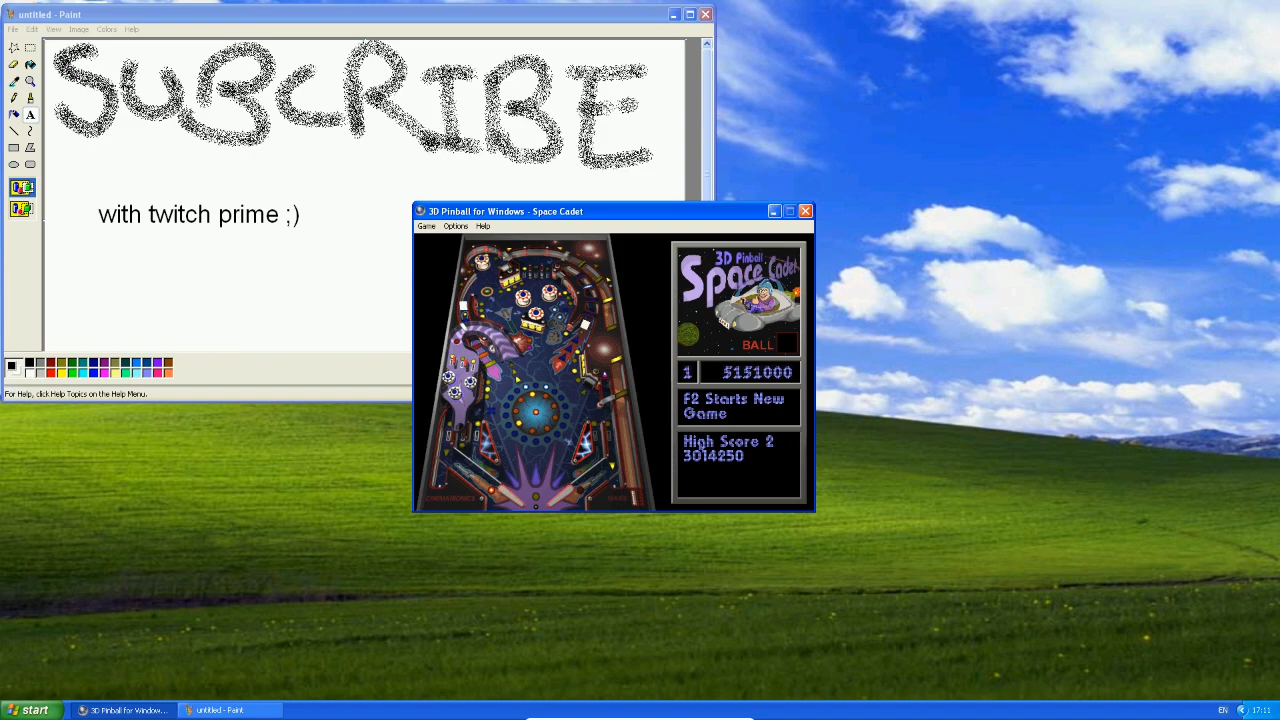 untitled - Paint
File Edit View Image Colors Help
SUBCRIBE
A
with twitch prime ;)
For Help, click Help Topics on the Help Menu.
3D Pinball for Windows - Space Cadet
Game Options Help
3D Pinball
Space Cadet
BALL
1 5151000
F2 Starts New
Game
High Score 2
3014250
CINEMATRONICS
MAXIS
start
3D Pinball for Window...
untitled - Paint
EN
17:11